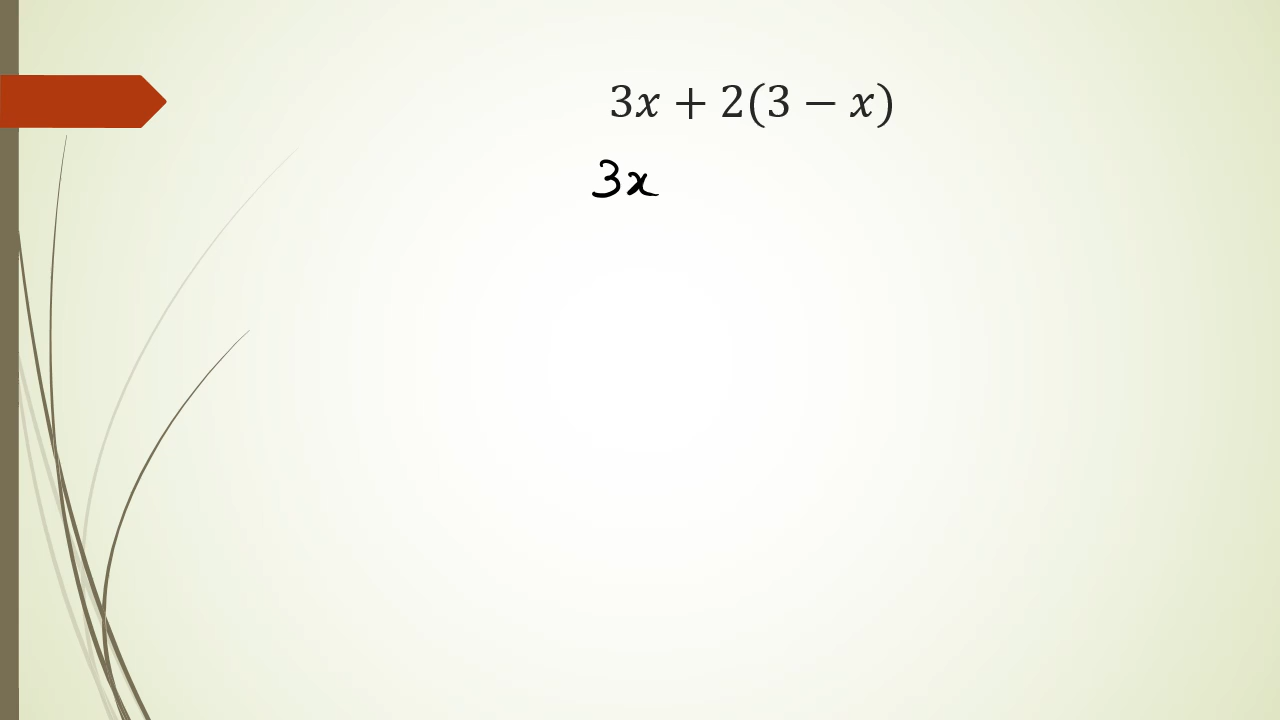 3x + 2(3 − x)
3x